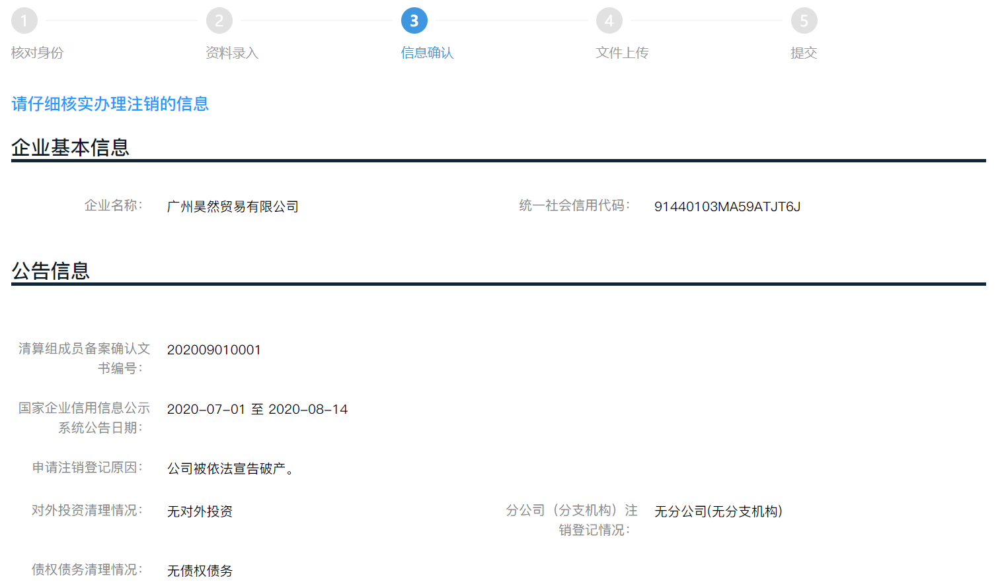 1 2 3 4 5
核对身份 资料录入 信息确认 文件上传 提交
请仔细核实办理注销的信息
企业基本信息
企业名称： 广州昊然贸易有限公司 统一社会信用代码： 91440103MA59ATJT6J
公告信息
清算组成员备案确认文 202009010001
书编号：
国家企业信用信息公示 2020-07-01 至 2020-08-14
系统公告日期：
申请注销登记原因： 公司被依法宣告破产。
对外投资清理情况： 无对外投资 分公司（分支机构）注 无分公司(无分支机构)
销登记情况：
债权债务清理情况： 无债权债务